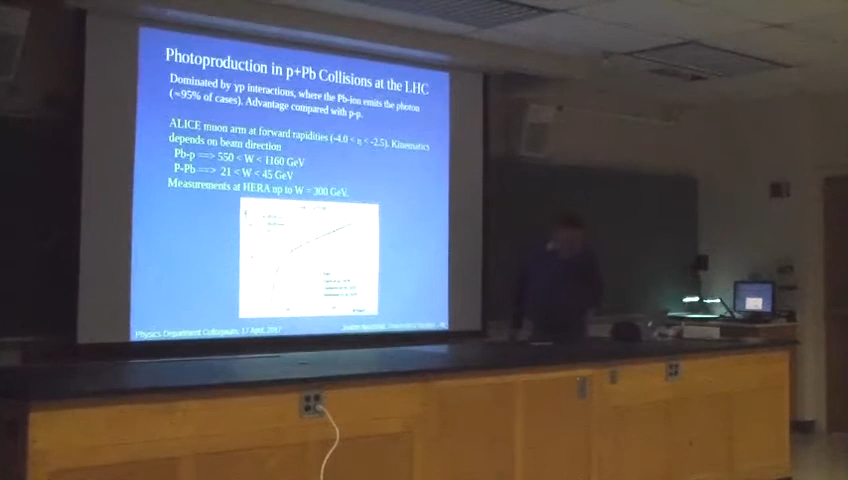 Photoproduction in p+Pb Collisions at the LHC
Dominated by γp interactions, where the Pb-ion emits the photon
(≈95% of cases). Advantage compared with p-p.
ALICE muon arm at forward rapidities (-4.0 < η < -2.5). Kinematics
depends on beam direction
Pb-p ==> 550 < W < 1160 GeV
P-Pb ==> 21 < W < 45 GeV
Measurements at HERA up to W = 300 GeV.
Physics Department Colloquium, 17 April, 2017